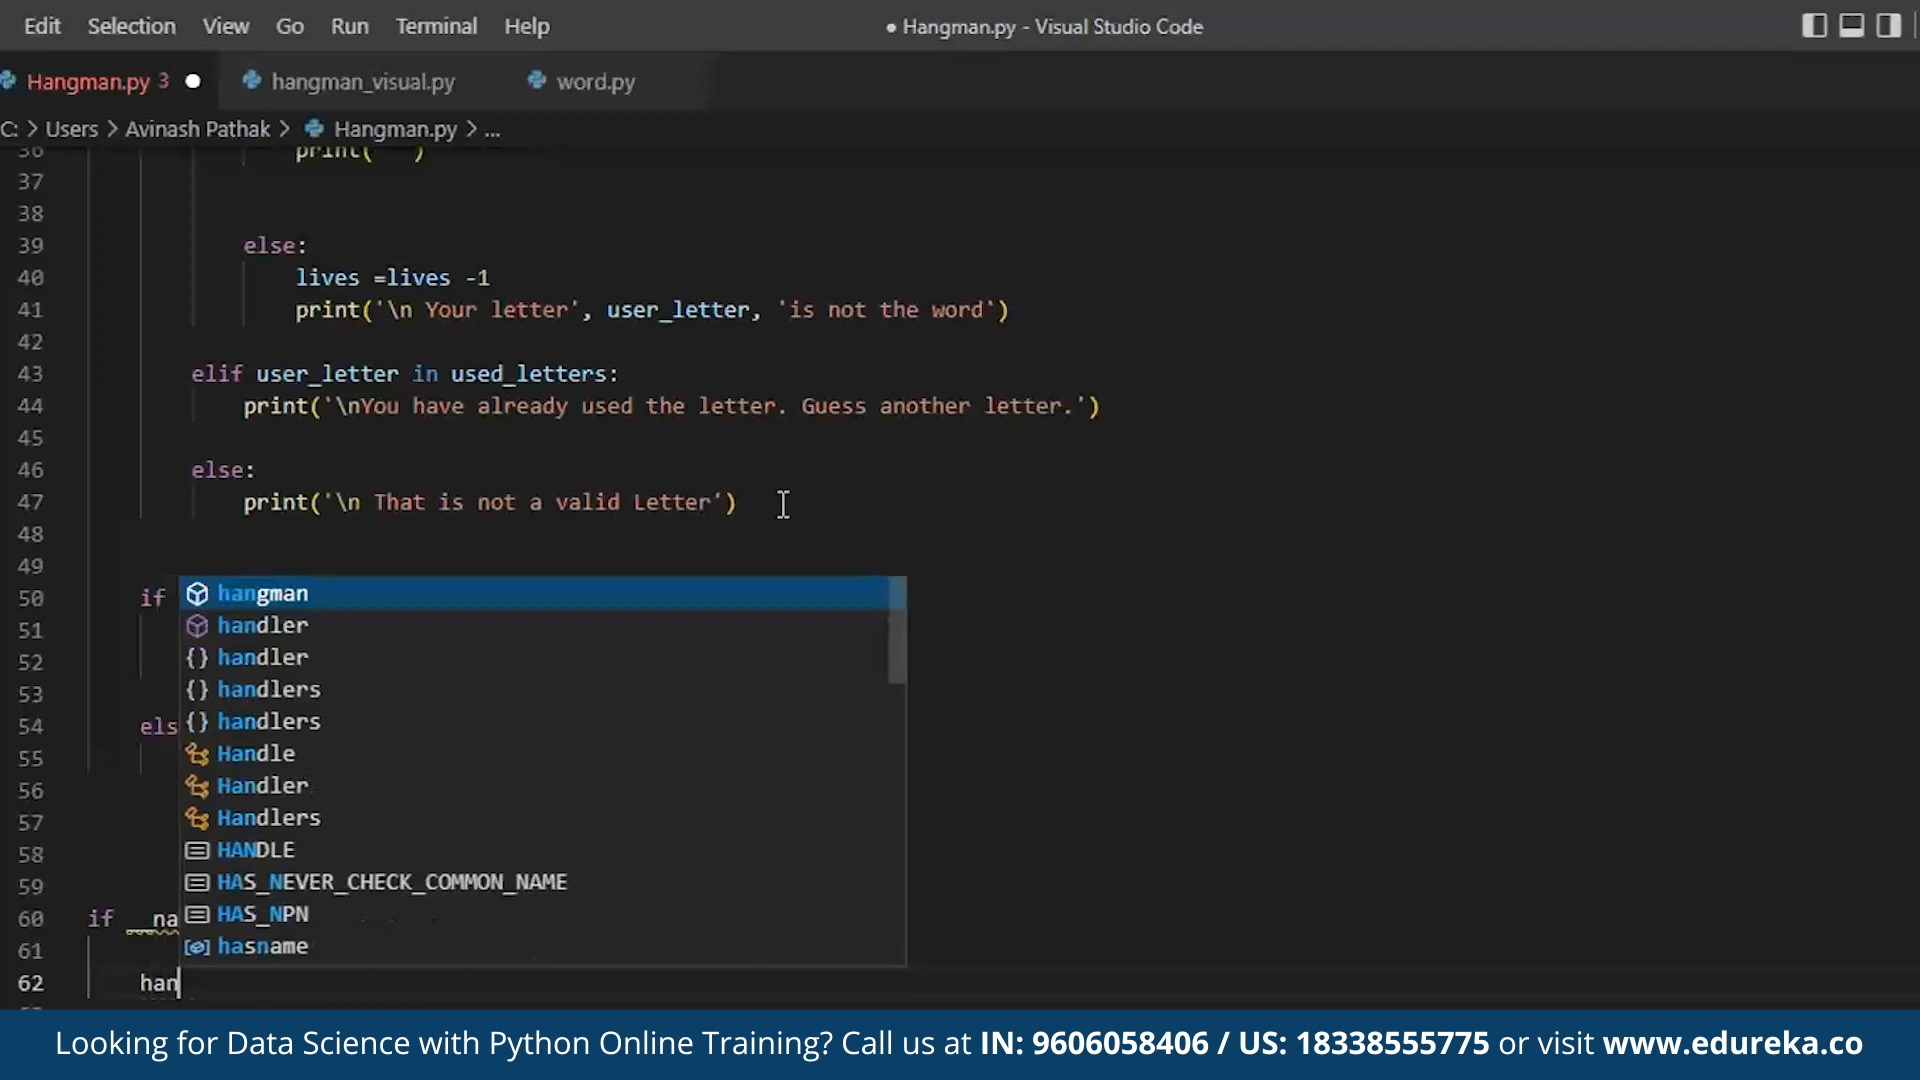 Edit Selection View Go Run Terminal Help ● Hangman.py - Visual Studio Code
Hangman.py 3 hangman_visual.py word.py
C: > Users > Avinash Pathak > Hangman.py > ...
36 print(
37
38
39 else:
40 lives =lives -1
41 print('\n Your letter', user_letter, 'is not the word')
42
43 elif user_letter in used_letters:
44 print('\nYou have already used the letter. Guess another letter.')
45
46 else:
47 print('\n That is not a valid Letter')
48
49
50 if
hangman
51
handler
52
handler
53
handlers
54 els
handlers
55
Handle
56
Handler
57
Handlers
58
HANDLE
59
HAS_NEVER_CHECK_COMMON_NAME
60 if __na
HAS_NPN
61
hasname
62 han
Looking for Data Science with Python Online Training? Call us at IN: 9606058406 / US: 18338555775 or visit www.edureka.co